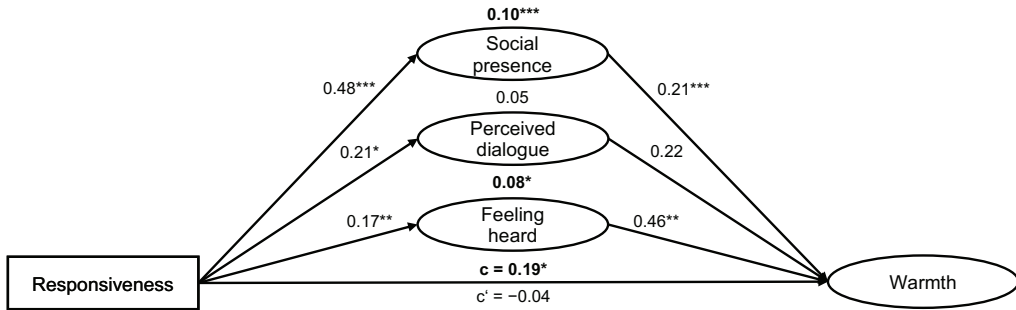 0.10***
Social
presence
0.48***
0.21***
0.05
Perceived
dialogue
0.21*
0.22
0.08*
Feeling
heard
0.17**
0.46**
Responsiveness
c = 0.19*
c‘ = −0.04
Warmth